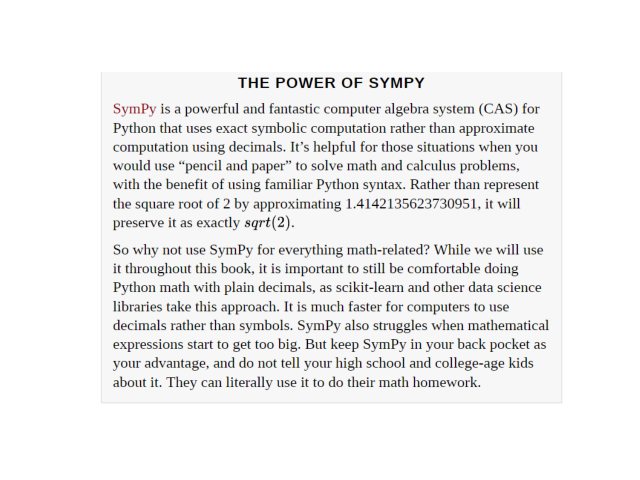 THE POWER OF SYMPY
SymPy is a powerful and fantastic computer algebra system (CAS) for
Python that uses exact symbolic computation rather than approximate
computation using decimals. It’s helpful for those situations when you
would use “pencil and paper” to solve math and calculus problems,
with the benefit of using familiar Python syntax. Rather than represent
the square root of 2 by approximating 1.4142135623730951, it will
preserve it as exactly sqrt(2).
So why not use SymPy for everything math-related? While we will use
it throughout this book, it is important to still be comfortable doing
Python math with plain decimals, as scikit-learn and other data science
libraries take this approach. It is much faster for computers to use
decimals rather than symbols. SymPy also struggles when mathematical
expressions start to get too big. But keep SymPy in your back pocket as
your advantage, and do not tell your high school and college-age kids
about it. They can literally use it to do their math homework.